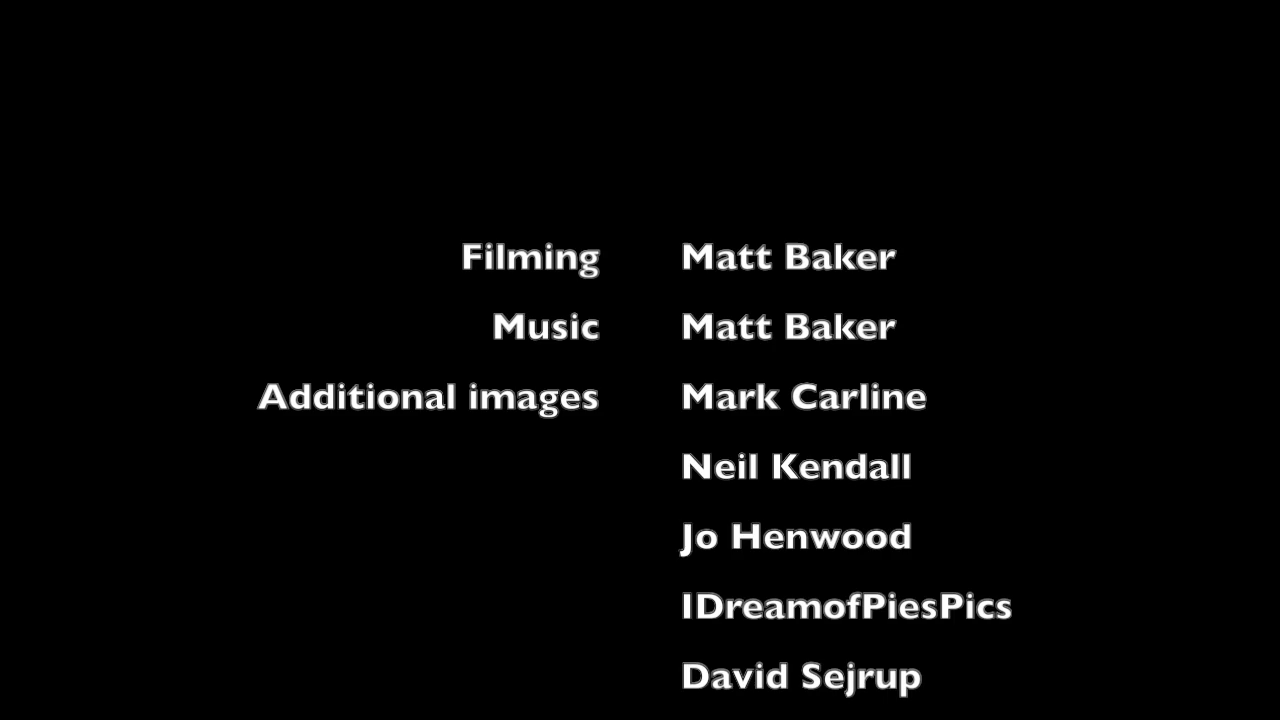 Filming Matt Baker
Music Matt Baker
Additional images Mark Carline
Neil Kendall
Jo Henwood
IDreamofPiesPics
David Sejrup